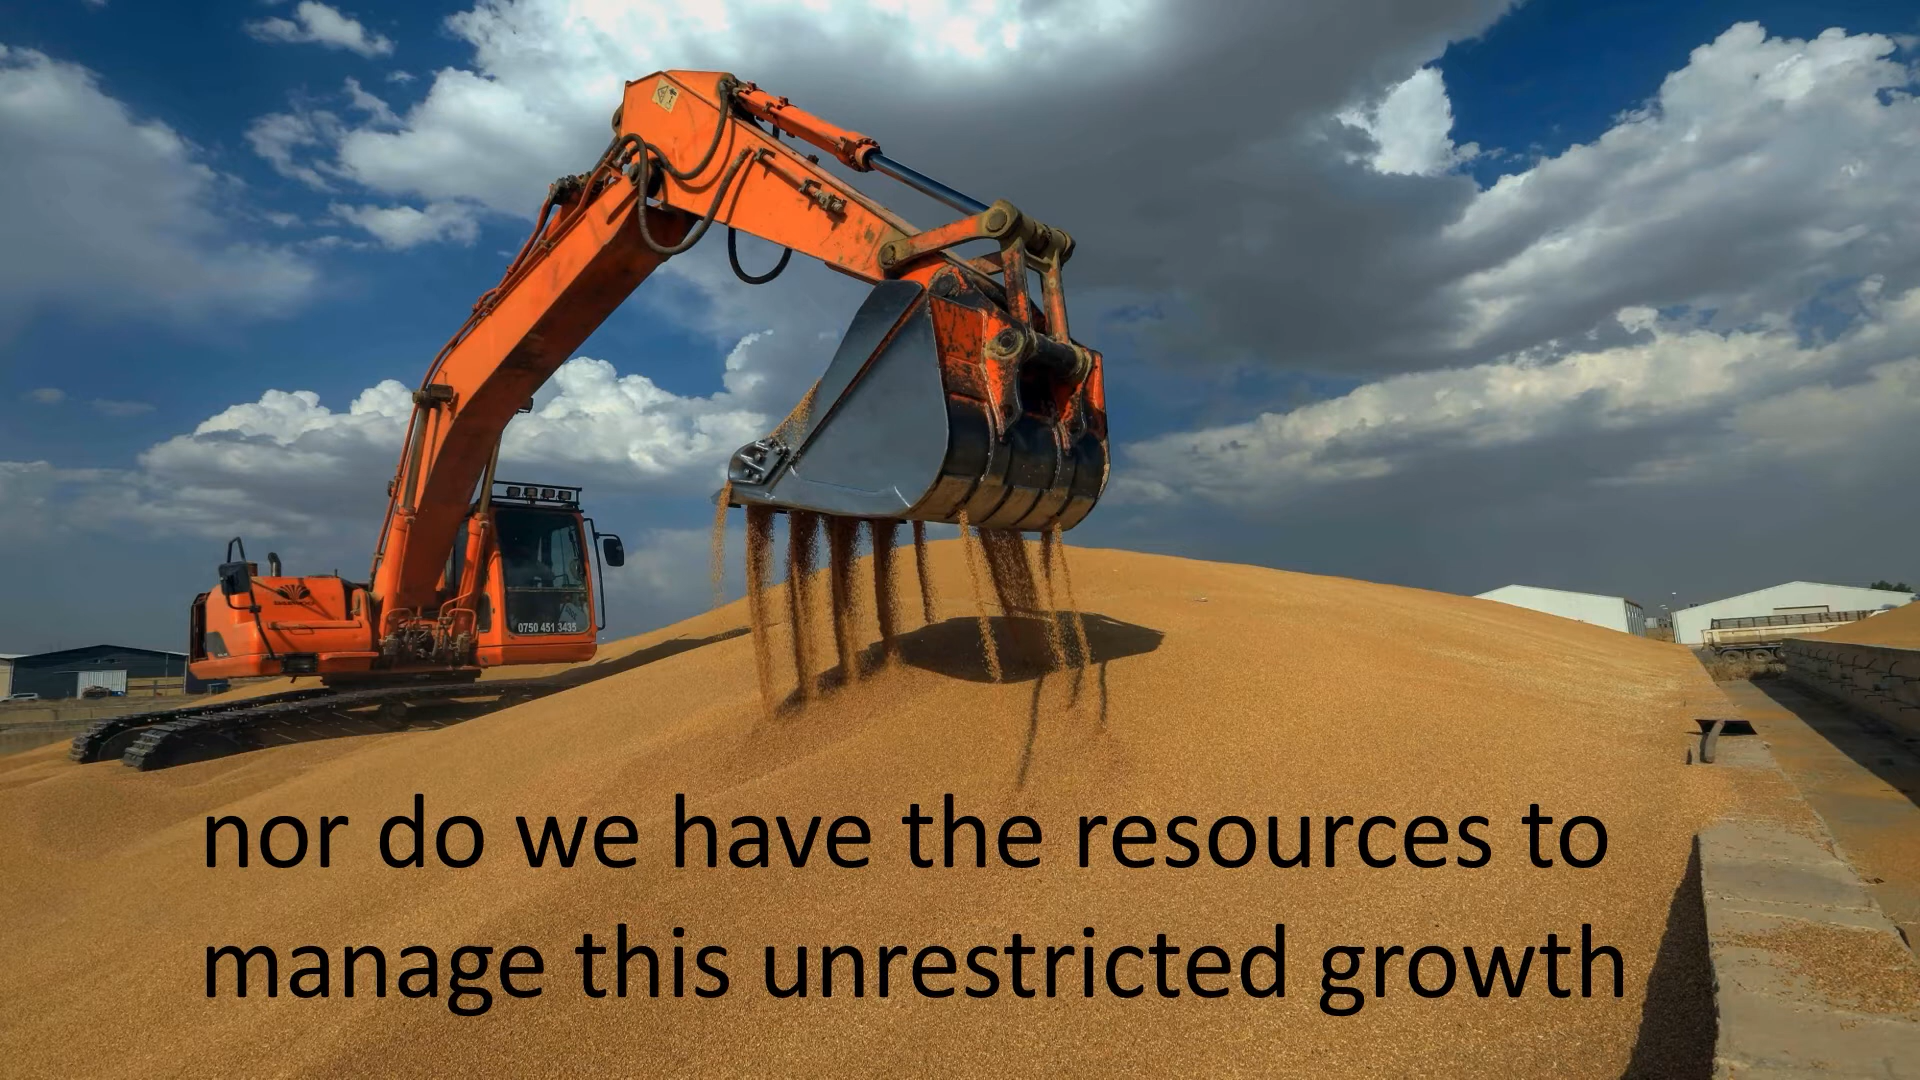 0750 451 3435
nor do we have the resources to
manage this unrestricted growth